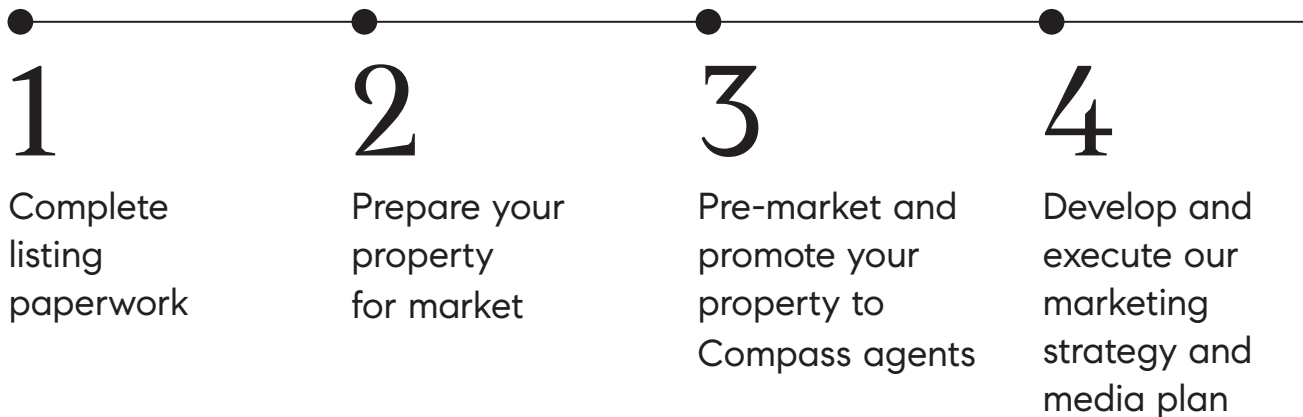 1
Complete
listing
paperwork
2
Prepare your
property
for market
3
Pre-market and
promote your
property to
Compass agents
4
Develop and
execute our
marketing
strategy and
media plan